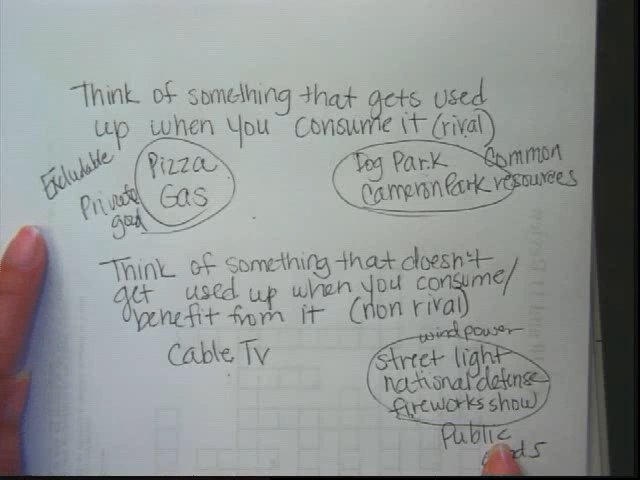 Think of something that gets used
up when you consume it (rival)
Excludable
Pizza
Gas
Private
good
Dog Park
Cameron Park
Common
resources
Think of something that doesn't
get used up when you consume/
benefit from it (non rival)
Cable TV
wind power
street light
national defense
fireworks show
Public